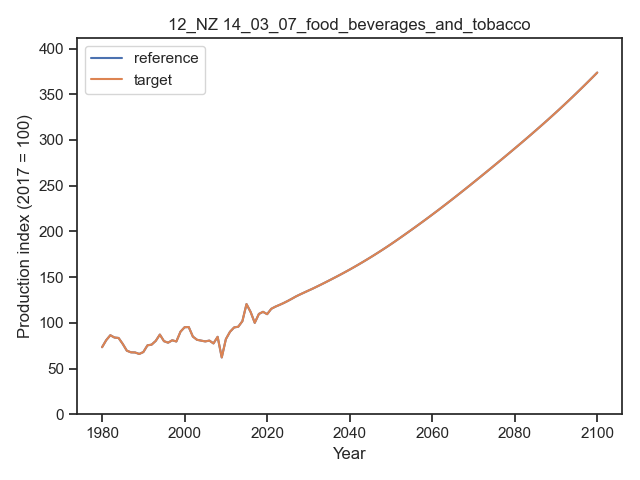 12_NZ 14_03_07_food_beverages_and_tobacco
reference
target
Production index (2017 = 100)
400
350
300
250
200
150
100
50
0
1980 2000 2020 2040 2060 2080 2100
Year